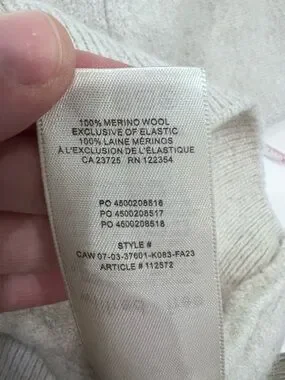 100% MERINO WOOL
EXCLUSIVE OF ELASTIC
100% LAINE MÉRINOS
À L'EXCLUSION DE L'ÉLASTIQUE
CA 23725 RN 122354
PO 4500208516
PO 4500208517
PO 4500208518
STYLE #
CAW 07-03-37601-K083-FA23
ARTICLE # 112572